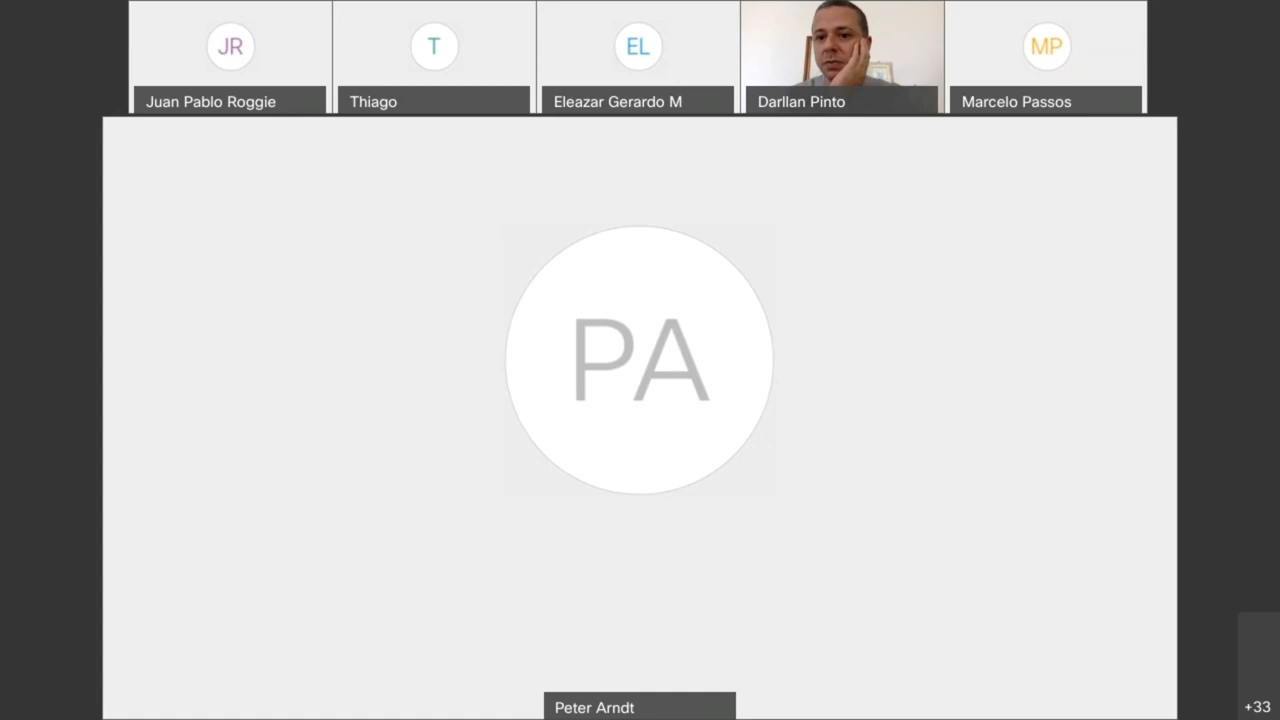 JR
T
EL
MP
Juan Pablo Roggie
Thiago
Eleazar Gerardo M
Darllan Pinto
Marcelo Passos
PA
Peter Arndt
+33